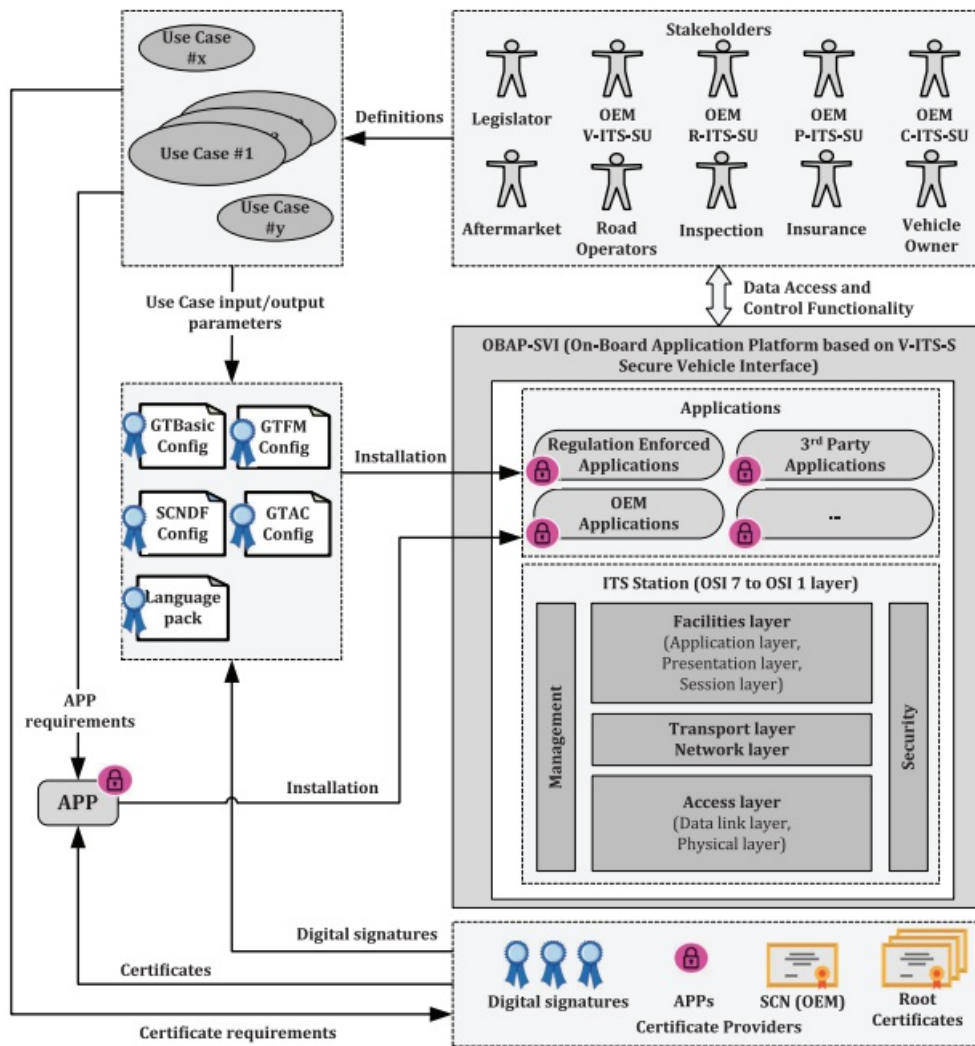 Use Case
#x
Use Case #1
Use Case
#y
Definitions
Stakeholders
Legislator
OEM
V-ITS-SU
OEM
R-ITS-SU
OEM
P-ITS-SU
OEM
C-ITS-SU
Aftermarket
Road
Operators
Inspection
Insurance
Vehicle
Owner
Use Case input/output
parameters
Data Access and
Control Functionality
OBAP-SVI (On-Board Application Platform based on V-ITS-S
Secure Vehicle Interface)
GTBasic
Config
GTFM
Config
SCNDF
Config
GTAC
Config
Language
pack
Installation
Applications
Regulation Enforced
Applications
3rd Party
Applications
OEM
Applications
...
ITS Station (OSI 7 to OSI 1 layer)
Management
Facilities layer
(Application layer,
Presentation layer,
Session layer)
Transport layer
Network layer
Access layer
(Data link layer,
Physical layer)
Security
APP
requirements
APP
Installation
Digital signatures
Certificates
Certificate requirements
Digital signatures
APPs
SCN (OEM)
Root
Certificates
Certificate Providers